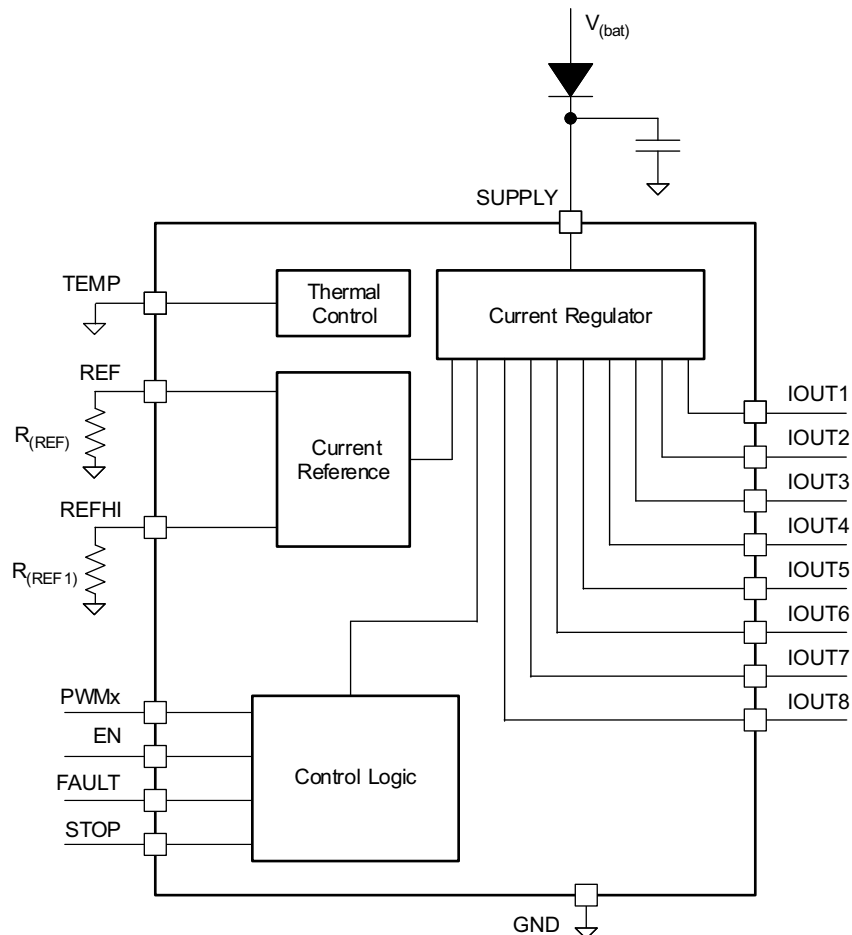 V(bat)
SUPPLY
TEMP
Thermal
Control
Current Regulator
REF
R(REF)
Current
Reference
REFHI
R(REF1)
IOUT1
IOUT2
IOUT3
IOUT4
IOUT5
IOUT6
IOUT7
IOUT8
PWMx
EN
FAULT
STOP
Control Logic
GND